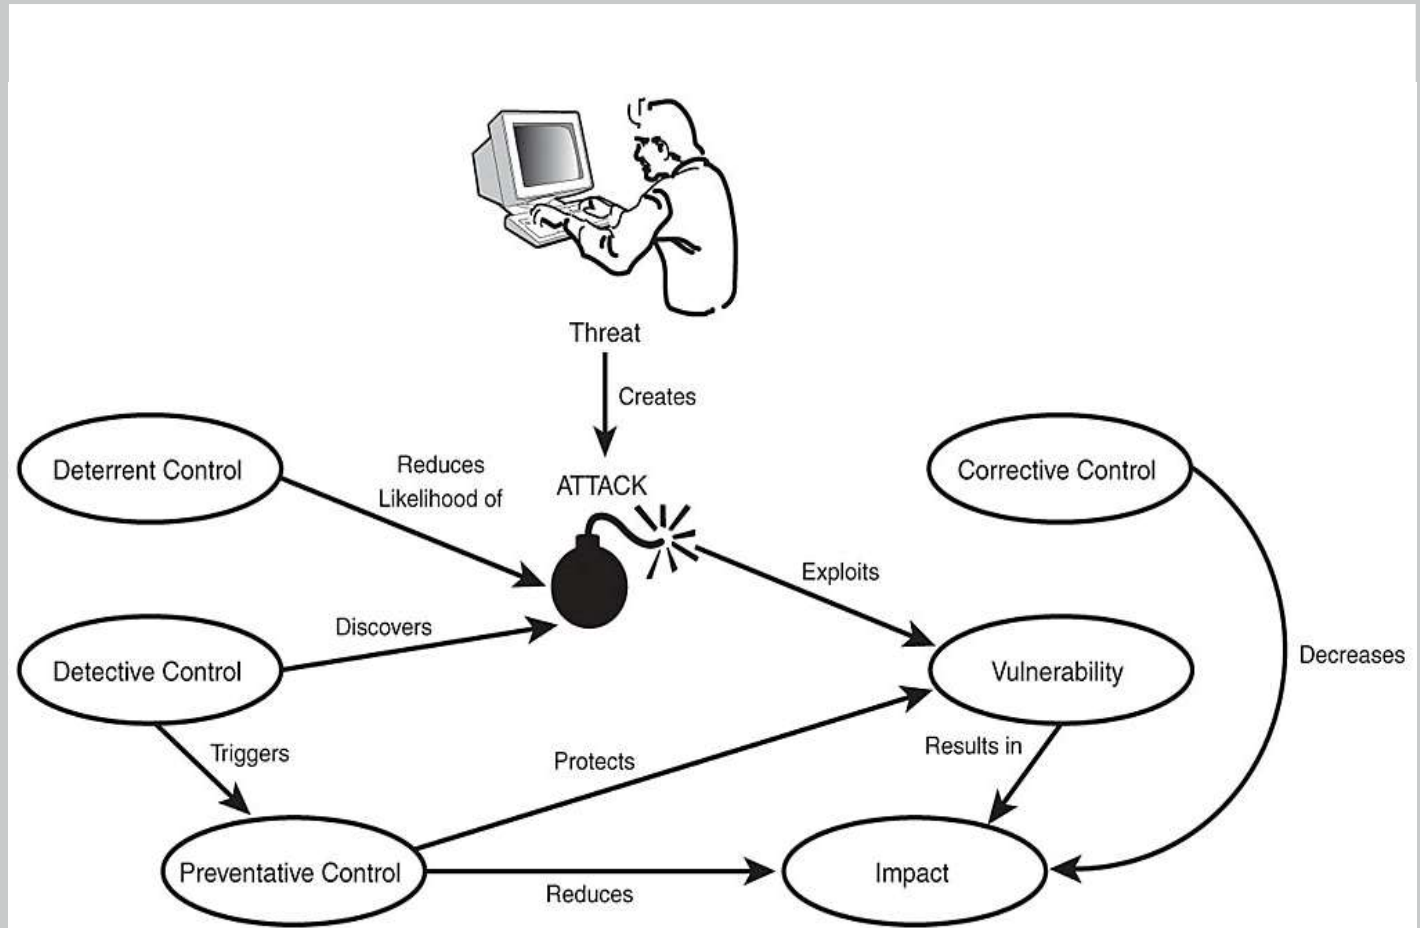 Threat
Creates
Reduces
Likelihood of
ATTACK
Deterrent Control
Corrective Control
Exploits
Discovers
Decreases
Detective Control
Vulnerability
Triggers
Results in
Protects
Preventative Control
Impact
Reduces